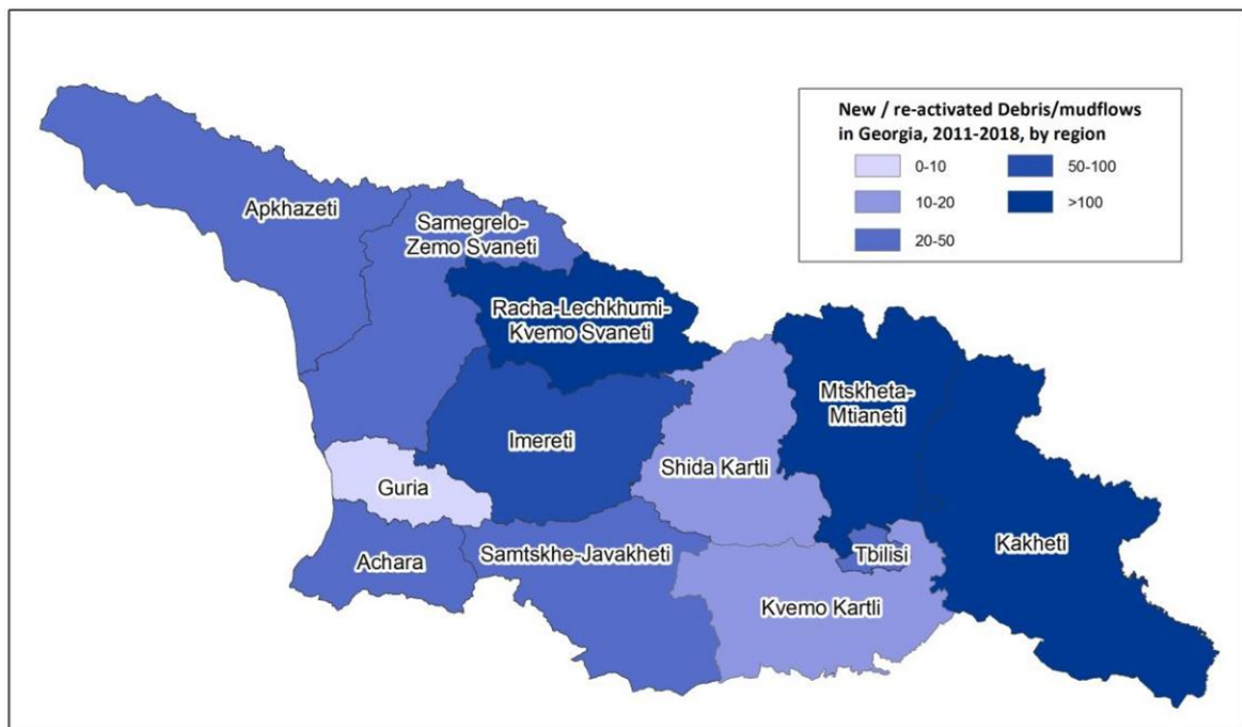 New / re-activated Debris/mudflows
in Georgia, 2011-2018, by region
0-10
50-100
10-20
>100
20-50
Apkhazeti
Samegrelo-
Zemo Svaneti
Racha-Lechkhumi-
Kvemo Svaneti
Mtskheta-
Mtianeti
Imereti
Shida Kartli
Guria
Kakheti
Achara
Samtskhe-Javakheti
Tbilisi
Kvemo Kartli